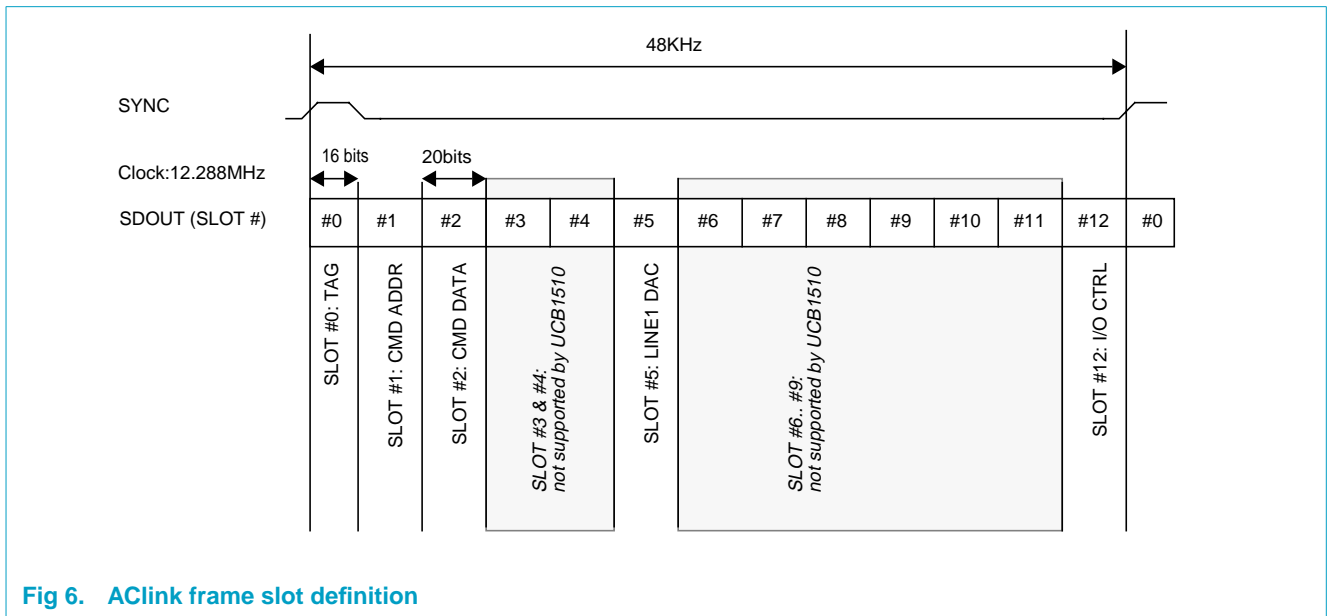 48KHz
SYNC
16 bits
20bits
Clock:12.288MHz
SDOUT (SLOT #)
#0
#1
#2
#3
#4
#5
#6
#7
#8
#9
#10
#11
#12
#0
SLOT #0: TAG
SLOT #1: CMD ADDR
SLOT #2: CMD DATA
SLOT #3 & #4:
not supported by UCB1510
SLOT #5: LINE1 DAC
SLOT #6.. #9:
not supported by UCB1510
SLOT #12: I/O CTRL
Fig 6. AClink frame slot definition